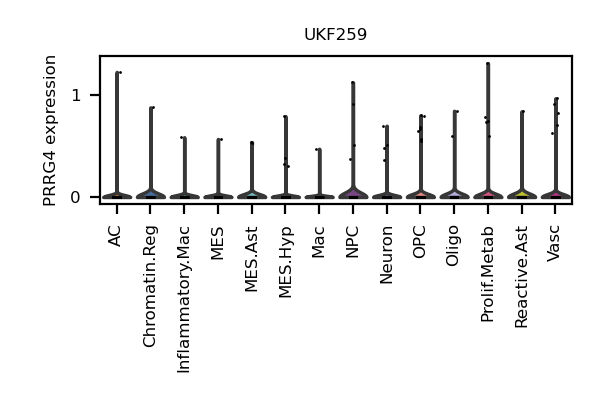 UKF259
PRRG4 expression
1
0
AC
Chromatin.Reg
Inflammatory.Mac
MES
MES.Ast
MES.Hyp
Mac
NPC
Neuron
OPC
Oligo
Prolif.Metab
Reactive.Ast
Vasc